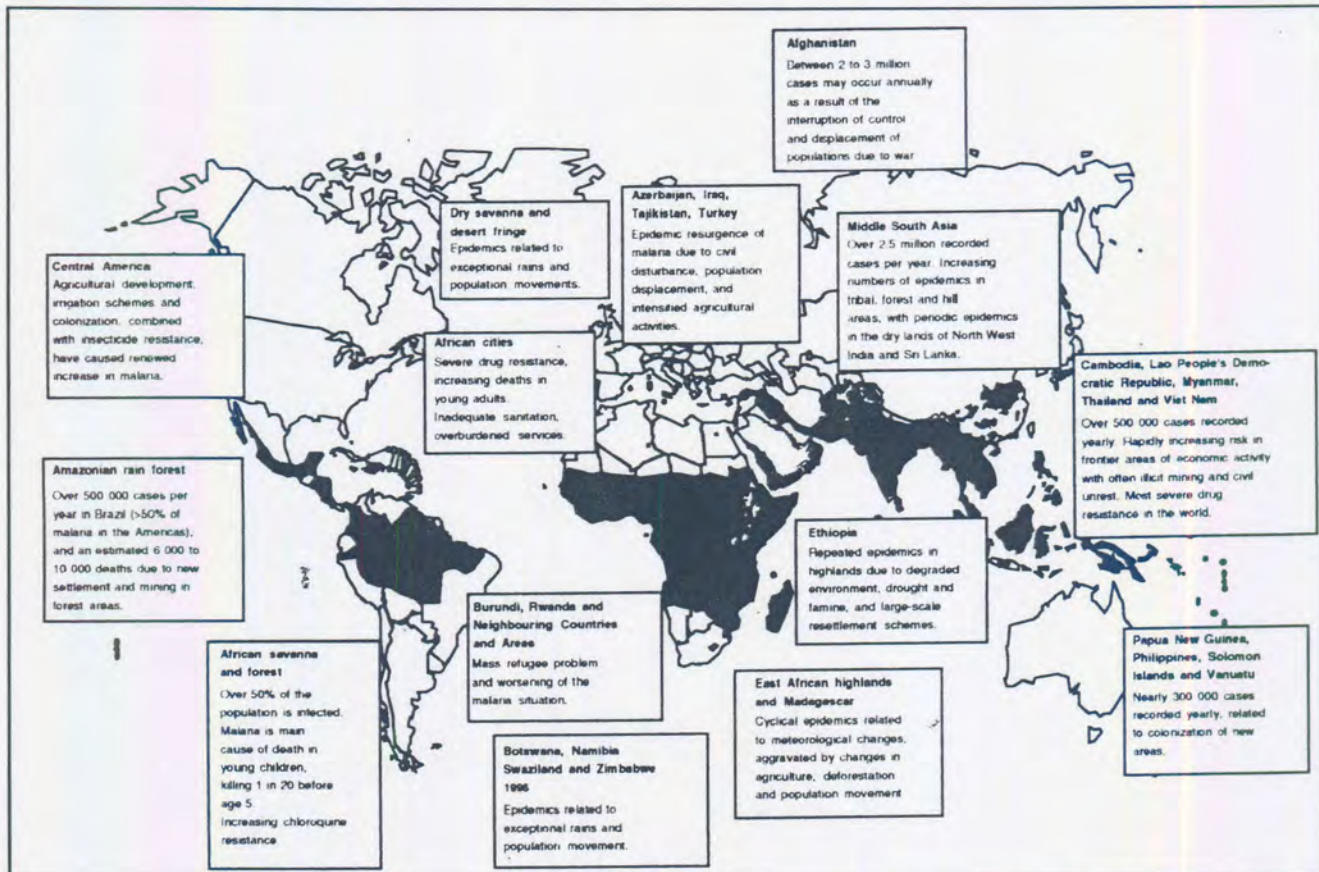 Afghanistan
Between 2 to 3 million
cases may occur annually
as a result of the
interruption of control
and displacement of
populations due to war
Dry savanna and
desert fringe
Epidemics related to
exceptional rains and
population movements.
Azerbaijan, Iraq,
Tajikistan, Turkey
Epidemic resurgence of
malaria due to civil
disturbance, population
displacement, and
intensified agricultural
activities.
Middle South Asia
Over 2.5 million recorded
cases per year. Increasing
numbers of epidemics in
tribal, forest and hill
areas, with periodic epidemics
in the dry lands of North West
India and Sri Lanka.
Central America
Agricultural development,
irrigation schemes and
colonization, combined
with insecticide resistance,
have caused renewed
increase in malaria.
African cities
Severe drug resistance,
increasing deaths in
young adults.
Inadequate sanitation,
overburdened services.
Cambodia, Lao People's Demo-
cratic Republic, Myanmar,
Thailand and Viet Nam
Over 500 000 cases recorded
yearly. Rapidly increasing risk in
frontier areas of economic activity
with often illicit mining and civil
unrest. Most severe drug
resistance in the world.
Amazonian rain forest
Over 500 000 cases per
year in Brazil (>50% of
malaria in the Americas),
and an estimated 6 000 to
10 000 deaths due to new
settlement and mining in
forest areas.
Ethiopia
Repeated epidemics in
highlands due to degraded
environment, drought and
famine, and large-scale
resettlement schemes.
Burundi, Rwanda and
Neighbouring Countries
and Areas
Mass refugee problem
and worsening of the
malaria situation.
African savanna
and forest
Over 50% of the
population is infected.
Malaria is main
cause of death in
young children,
killing 1 in 20 before
age 5.
Increasing chloroquine
resistance
East African highlands
and Madagascar
Cyclical epidemics related
to meteorological changes,
aggravated by changes in
agriculture, deforestation
and population movement
Papua New Guinea,
Philippines, Solomon
Islands and Vanuatu
Nearly 300 000 cases
recorded yearly, related
to colonization of new
areas.
Botswana, Namibia
Swaziland and Zimbabwe
1996
Epidemics related to
exceptional rains and
population movement.